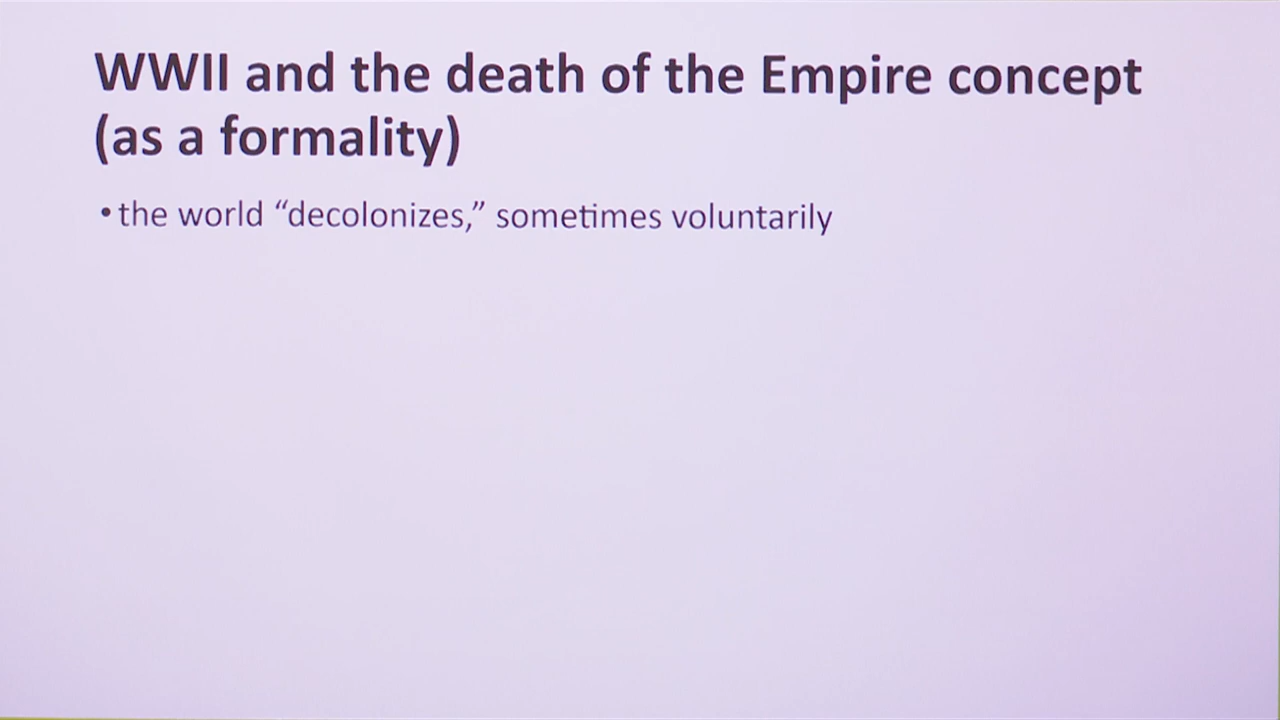 WWII and the death of the Empire concept
(as a formality)
• the world “decolonizes,” sometimes voluntarily